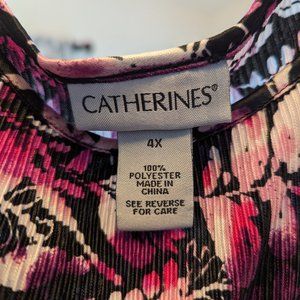 CATHERINES®
4X
100%
POLYESTER
MADE IN
CHINA
SEE REVERSE
FOR CARE